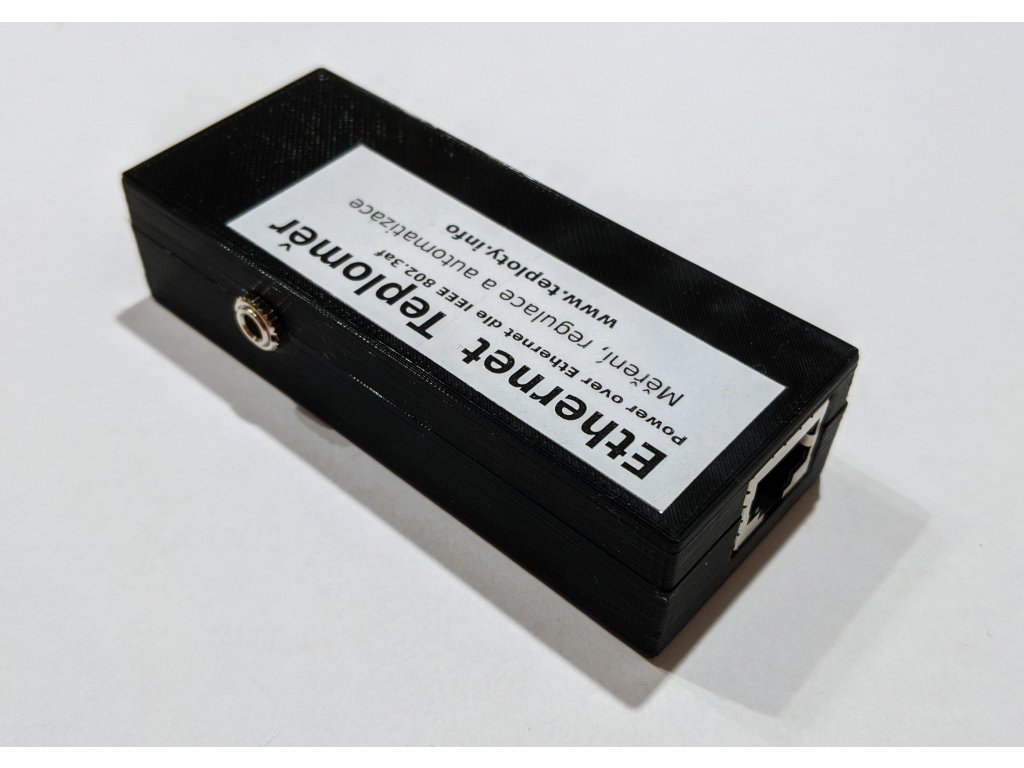 Ethernet Teploměr
Power over Ethernet dle IEEE 802.3af
Měření, regulace a automatizace
www.teploty.info